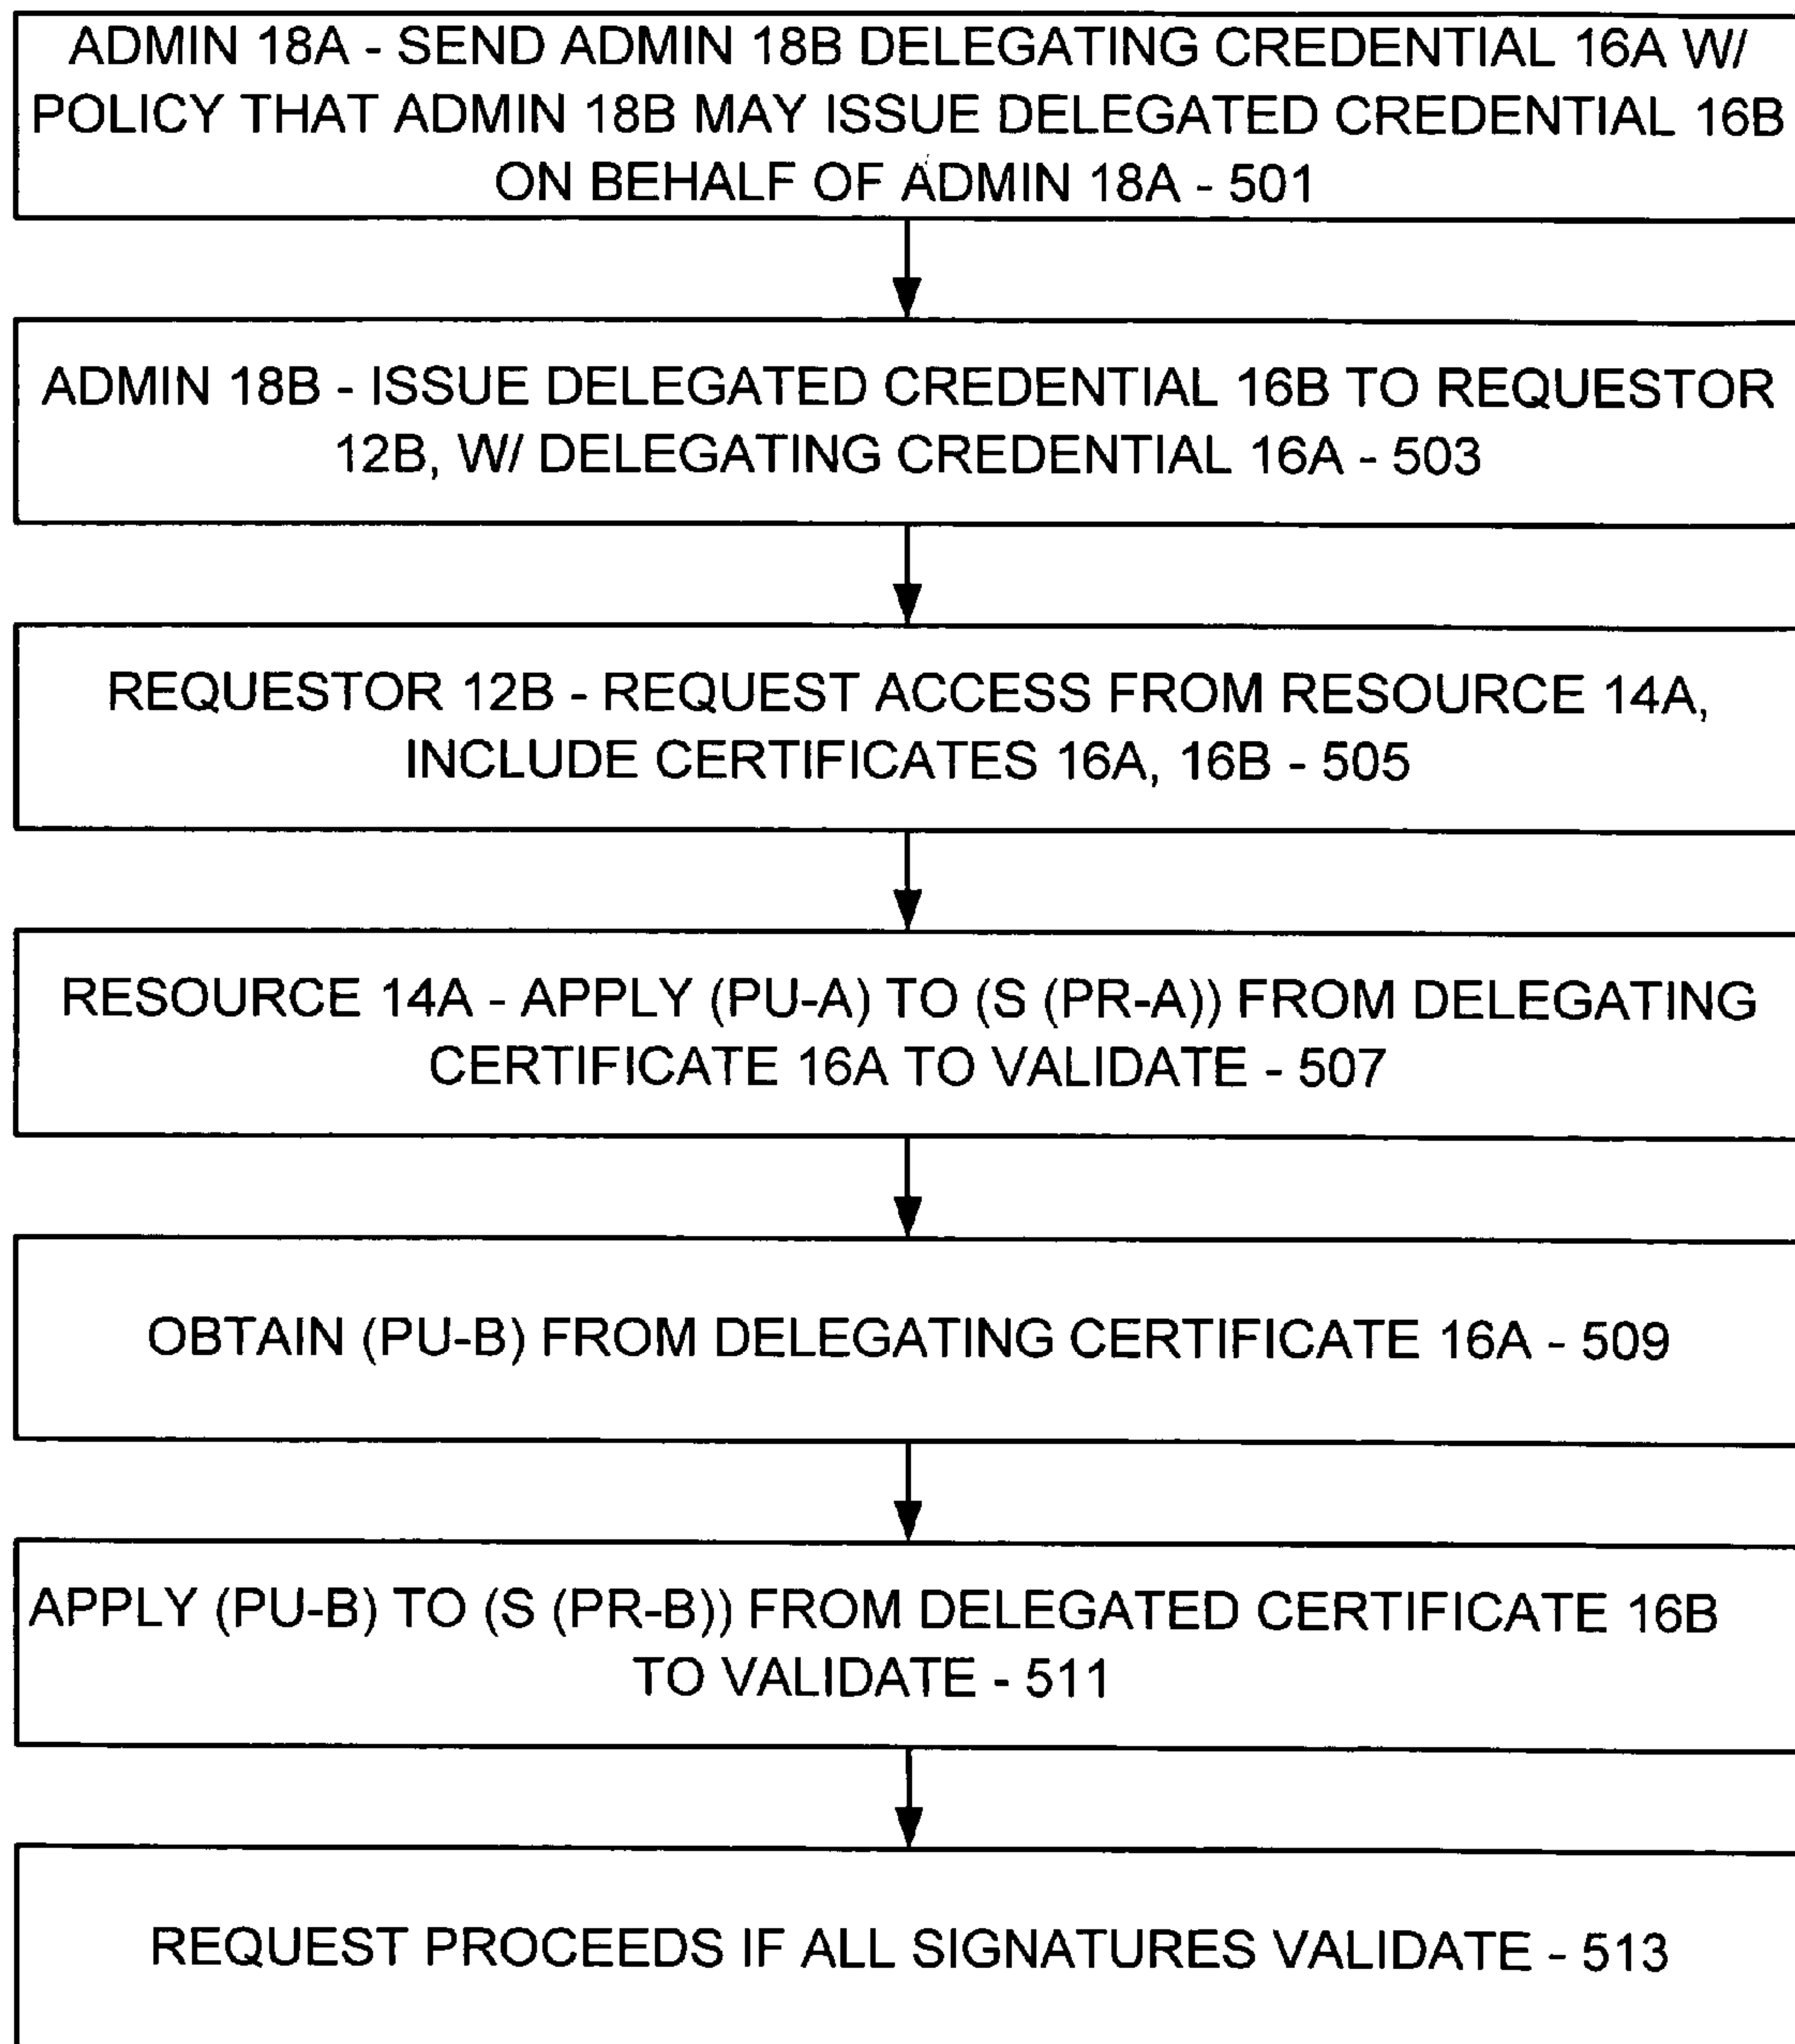 ADMIN 18A - SEND ADMIN 18B DELEGATING CREDENTIAL 16A W/
POLICY THAT ADMIN 18B MAY ISSUE DELEGATED CREDENTIAL 16B
ON BEHALF OF ADMIN 18A - 501
ADMIN 18B - ISSUE DELEGATED CREDENTIAL 16B TO REQUESTOR
12B, W/ DELEGATING CREDENTIAL 16A - 503
REQUESTOR 12B - REQUEST ACCESS FROM RESOURCE 14A,
INCLUDE CERTIFICATES 16A, 16B - 505
RESOURCE 14A - APPLY (PU-A) TO (S (PR-A)) FROM DELEGATING
CERTIFICATE 16A TO VALIDATE - 507
OBTAIN (PU-B) FROM DELEGATING CERTIFICATE 16A - 509
APPLY (PU-B) TO (S (PR-B)) FROM DELEGATED CERTIFICATE 16B
TO VALIDATE - 511
REQUEST PROCEEDS IF ALL SIGNATURES VALIDATE - 513